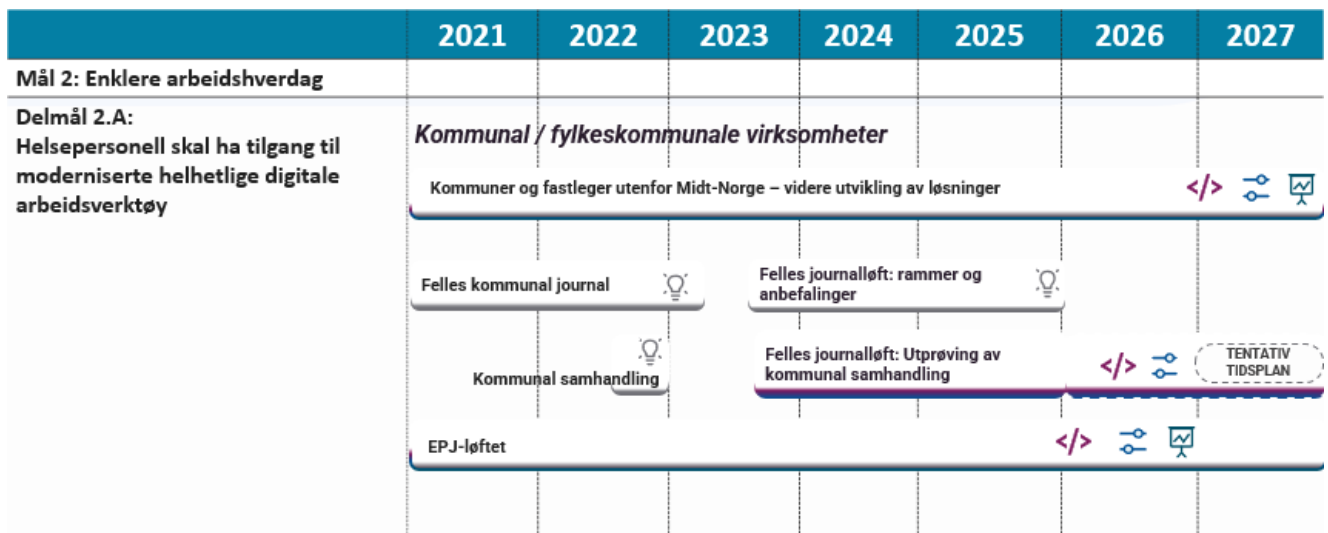 2021 2022 2023 2024 2025 2026 2027
Mål 2: Enklere arbeidshverdag
Delmål 2.A:
Helsepersonell skal ha tilgang til
moderniserte helhetlige digitale
arbeidsverktøy
Kommunal / fylkeskommunale virksomheter
Kommuner og fastleger utenfor Midt-Norge – videre utvikling av løsninger
</>
Felles kommunal journal
Felles journalløft: rammer og
anbefalinger
Kommunal samhandling
Felles journalløft: Utprøving av
kommunal samhandling
</>
TENTATIV
TIDSPLAN
EPJ-løftet
</>